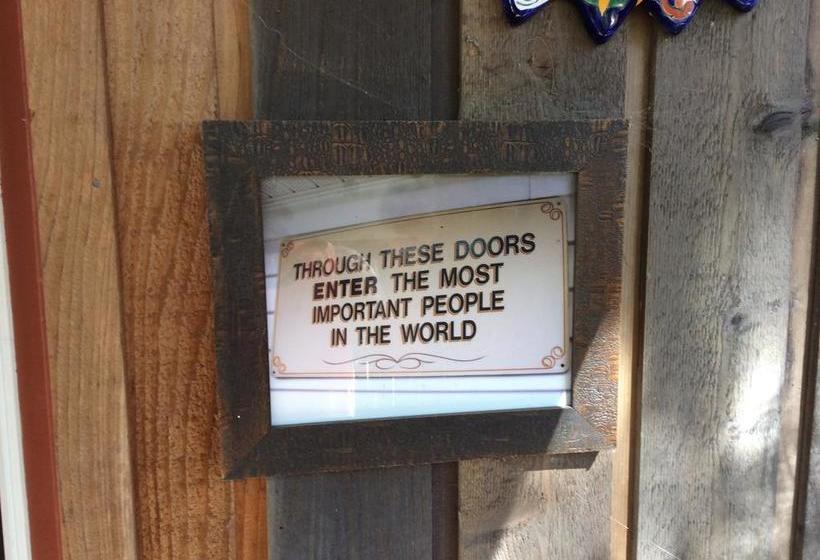 THROUGH THESE DOORS
ENTER THE MOST
IMPORTANT PEOPLE
IN THE WORLD